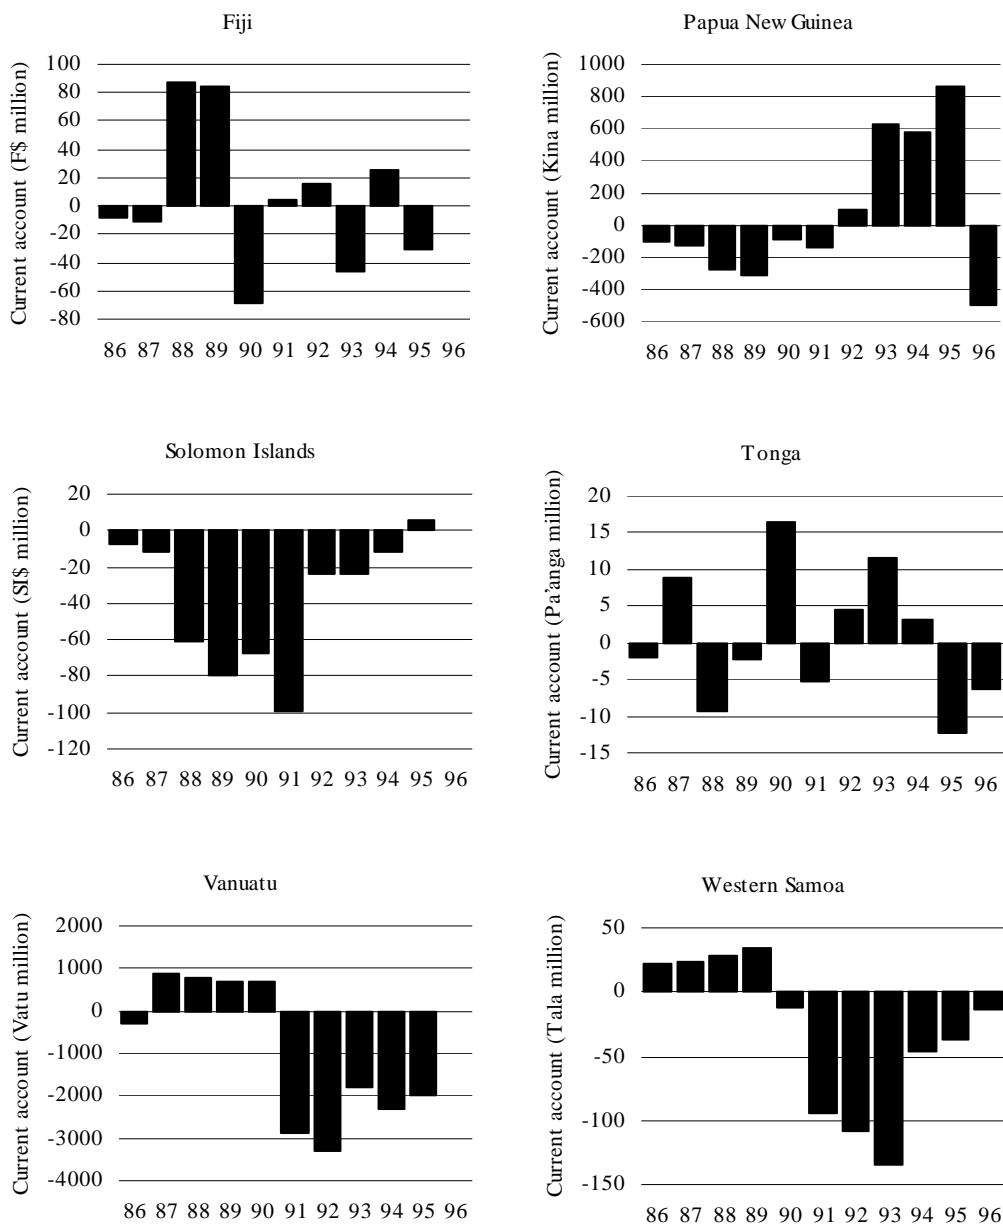 Fiji
Current account (F$ million)
100
80
60
40
20
0
-20
-40
-60
-80
86 87 88 89 90 91 92 93 94 95 96
Papua New Guinea
Current account (Kina million)
1000
800
600
400
200
0
-200
-400
-600
86 87 88 89 90 91 92 93 94 95 96
Solomon Islands
Current account (SI$ million)
20
0
-20
-40
-60
-80
-100
-120
86 87 88 89 90 91 92 93 94 95 96
Tonga
Current account (Pa'anga million)
20
15
10
5
0
-5
-10
-15
86 87 88 89 90 91 92 93 94 95 96
Vanuatu
Current account (Vatu million)
2000
1000
0
-1000
-2000
-3000
-4000
86 87 88 89 90 91 92 93 94 95 96
Western Samoa
Current account (Tala million)
50
0
-50
-100
-150
86 87 88 89 90 91 92 93 94 95 96